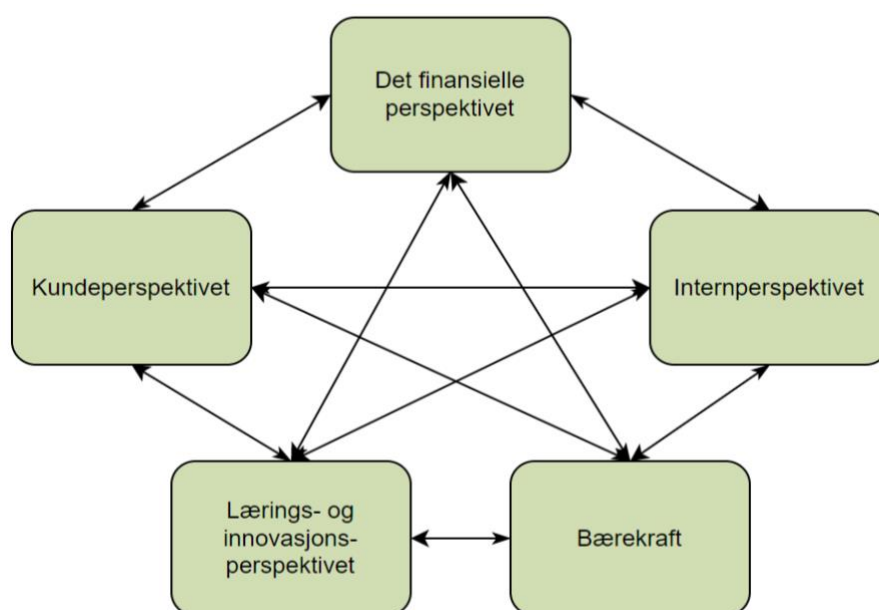 Det finansielle
perspektivet
Kundeperspektivet
Internperspektivet
Lærings- og
innovasjons-
perspektivet
Bærekraft